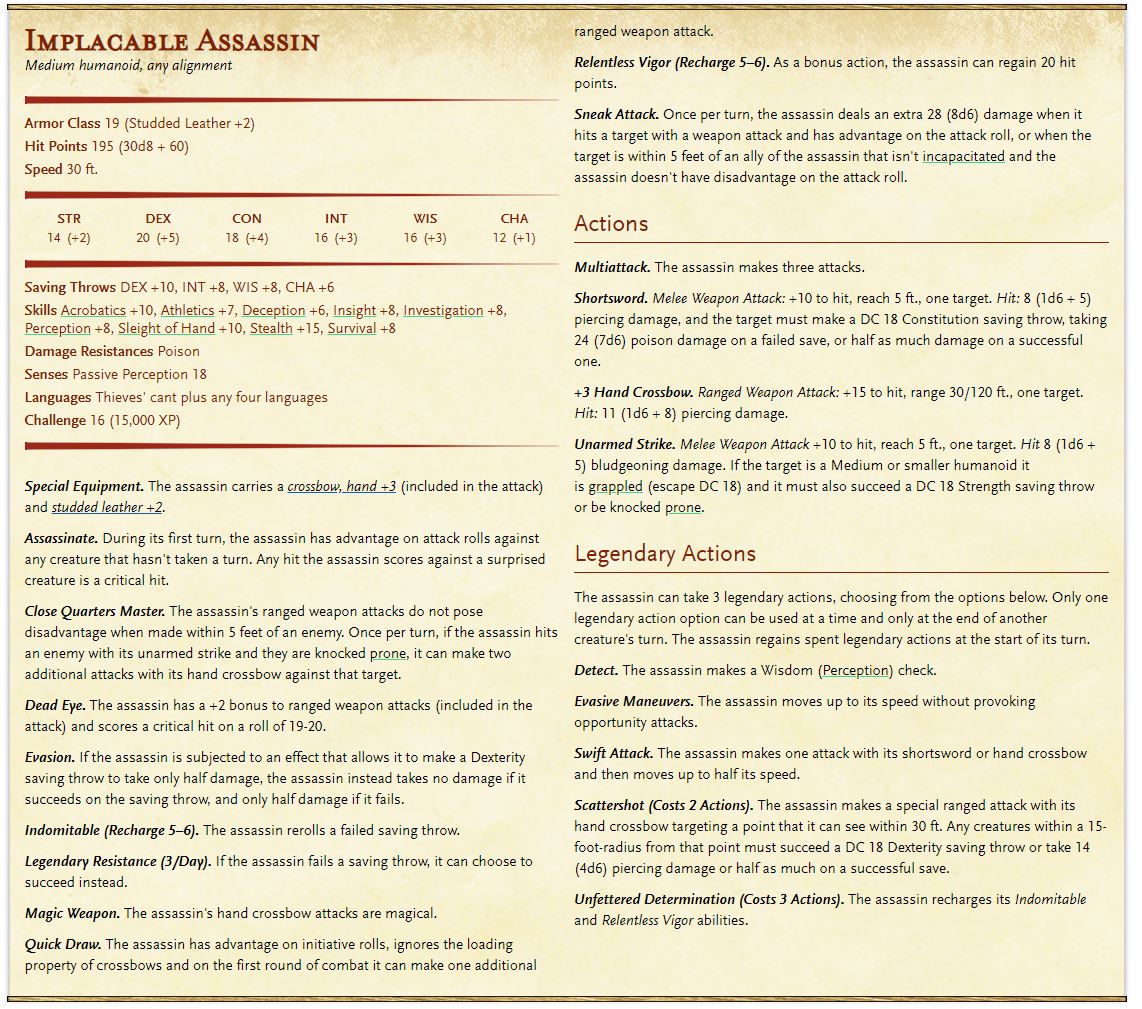 Implacable Assassin
Medium humanoid, any alignment
Armor Class 19 (Studded Leather +2)
Hit Points 195 (30d8 + 60)
Speed 30 ft.
STR DEX CON INT WIS CHA
14 (+2) 20 (+5) 18 (+4) 16 (+3) 16 (+3) 12 (+1)
Saving Throws DEX +10, INT +8, WIS +8, CHA +6
Skills Acrobatics +10, Athletics +7, Deception +6, Insight +8, Investigation +8,
Perception +8, Sleight of Hand +10, Stealth +15, Survival +8
Damage Resistances Poison
Senses Passive Perception 18
Languages Thieves' cant plus any four languages
Challenge 16 (15,000 XP)
Special Equipment. The assassin carries a crossbow, hand +3 (included in the attack)
and studded leather +2.
Assassinate. During its first turn, the assassin has advantage on attack rolls against
any creature that hasn't taken a turn. Any hit the assassin scores against a surprised
creature is a critical hit.
Close Quarters Master. The assassin's ranged weapon attacks do not pose
disadvantage when made within 5 feet of an enemy. Once per turn, if the assassin hits
an enemy with its unarmed strike and they are knocked prone, it can make two
additional attacks with its hand crossbow against that target.
Dead Eye. The assassin has a +2 bonus to ranged weapon attacks (included in the
attack) and scores a critical hit on a roll of 19-20.
Evasion. If the assassin is subjected to an effect that allows it to make a Dexterity
saving throw to take only half damage, the assassin instead takes no damage if it
succeeds on the saving throw, and only half damage if it fails.
Indomitable (Recharge 5–6). The assassin rerolls a failed saving throw.
Legendary Resistance (3/Day). If the assassin fails a saving throw, it can choose to
succeed instead.
Magic Weapon. The assassin's hand crossbow attacks are magical.
Quick Draw. The assassin has advantage on initiative rolls, ignores the loading
property of crossbows and on the first round of combat it can make one additional
ranged weapon attack.
Relentless Vigor (Recharge 5–6). As a bonus action, the assassin can regain 20 hit
points.
Sneak Attack. Once per turn, the assassin deals an extra 28 (8d6) damage when it
hits a target with a weapon attack and has advantage on the attack roll, or when the
target is within 5 feet of an ally of the assassin that isn't incapacitated and the
assassin doesn't have disadvantage on the attack roll.
Actions
Multiattack. The assassin makes three attacks.
Shortsword. Melee Weapon Attack: +10 to hit, reach 5 ft., one target. Hit: 8 (1d6 + 5)
piercing damage, and the target must make a DC 18 Constitution saving throw, taking
24 (7d6) poison damage on a failed save, or half as much damage on a successful
one.
+3 Hand Crossbow. Ranged Weapon Attack: +15 to hit, range 30/120 ft., one target.
Hit: 11 (1d6 + 8) piercing damage.
Unarmed Strike. Melee Weapon Attack +10 to hit, reach 5 ft., one target. Hit 8 (1d6 +
5) bludgeoning damage. If the target is a Medium or smaller humanoid it
is grappled (escape DC 18) and it must also succeed a DC 18 Strength saving throw
or be knocked prone.
Legendary Actions
The assassin can take 3 legendary actions, choosing from the options below. Only one
legendary action option can be used at a time and only at the end of another
creature's turn. The assassin regains spent legendary actions at the start of its turn.
Detect. The assassin makes a Wisdom (Perception) check.
Evasive Maneuvers. The assassin moves up to its speed without provoking
opportunity attacks.
Swift Attack. The assassin makes one attack with its shortsword or hand crossbow
and then moves up to half its speed.
Scattershot (Costs 2 Actions). The assassin makes a special ranged attack with its
hand crossbow targeting a point that it can see within 30 ft. Any creatures within a 15-
foot-radius from that point must succeed a DC 18 Dexterity saving throw or take 14
(4d6) piercing damage or half as much on a successful save.
Unfettered Determination (Costs 3 Actions). The assassin recharges its Indomitable
and Relentless Vigor abilities.